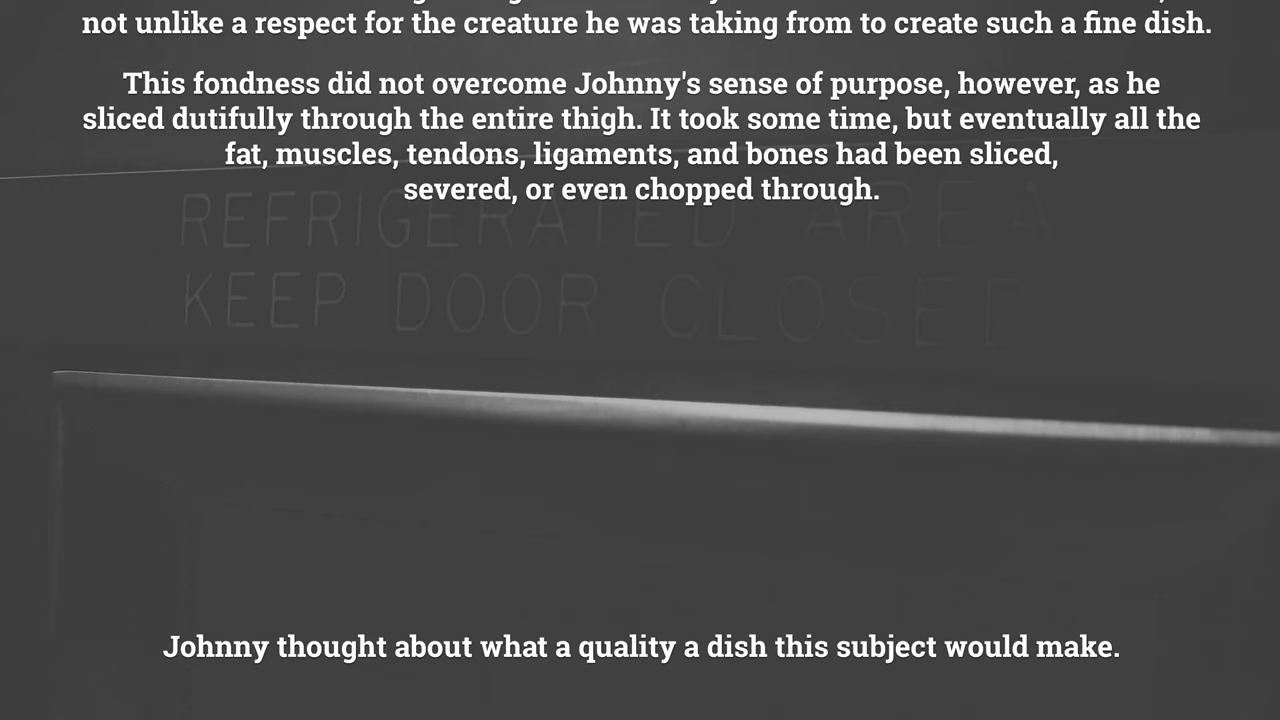 not unlike a respect for the creature he was taking from to create such a fine dish.
This fondness did not overcome Johnny's sense of purpose, however, as he
sliced dutifully through the entire thigh. It took some time, but eventually all the
fat, muscles, tendons, ligaments, and bones had been sliced,
severed, or even chopped through.
REFRIGERATED AREA
KEEP DOOR CLOSED
Johnny thought about what a quality a dish this subject would make.